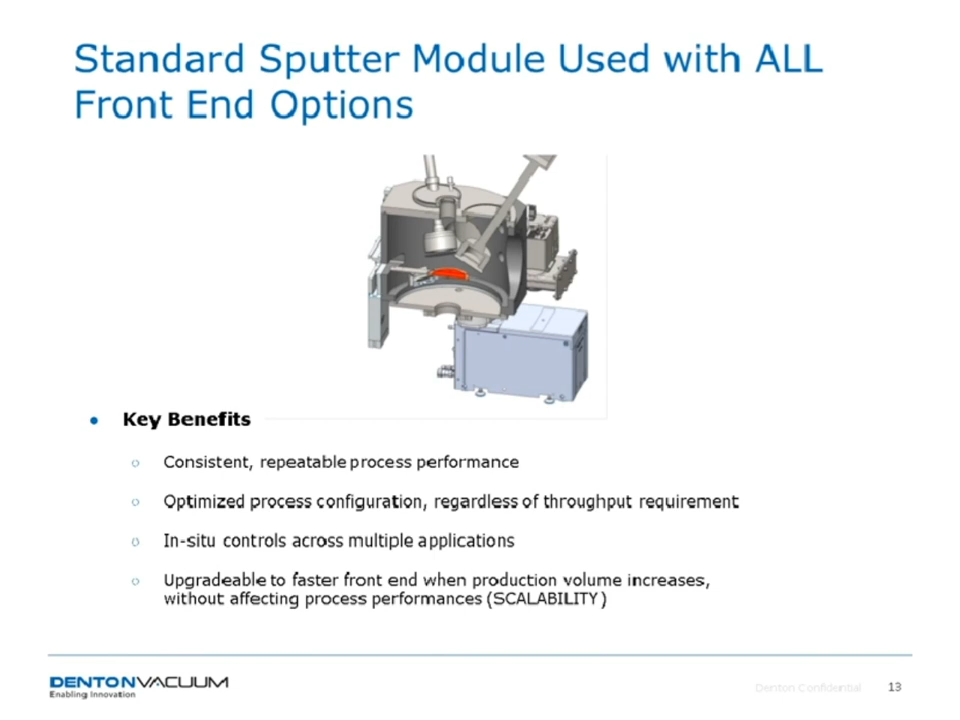 Standard Sputter Module Used with ALL
Front End Options
Key Benefits
Consistent, repeatable process performance
Optimized process configuration, regardless of throughput requirement
In-situ controls across multiple applications
Upgradeable to faster front end when production volume increases,
without affecting process performances (SCALABILITY)
DENTONVACUUM
Enabling Innovation
Denton Confidential
13